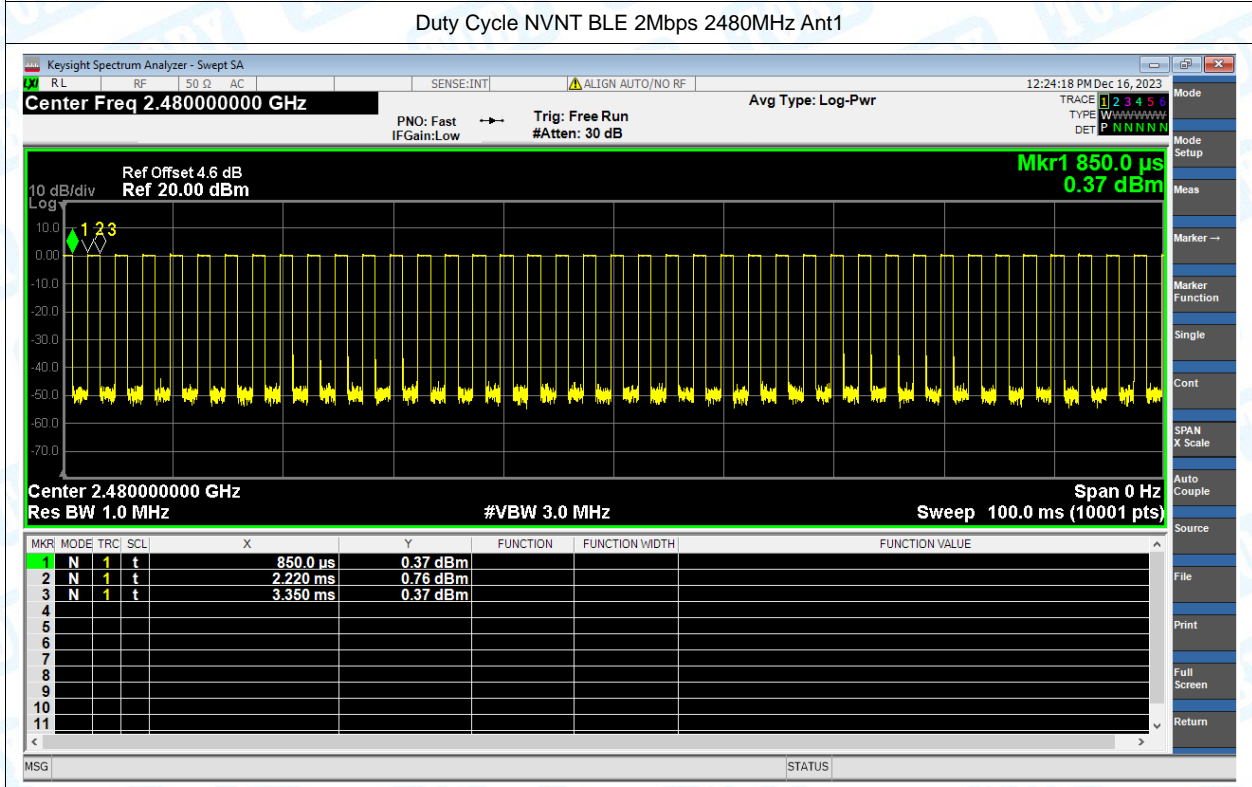 Duty Cycle NVNT BLE 2Mbps 2480MHz Ant1
Keysight Spectrum Analyzer - Swept SA
LXI RL RF 50 Ω AC SENSE:INT ALIGN AUTO/NO RF 12:24:18 PM Dec 16, 2023
Center Freq 2.480000000 GHz
PNO: Fast
IFGain:Low
Trig: Free Run
#Atten: 30 dB
Avg Type: Log-Pwr
TRACE 1 2 3 4 5 6
TYPE WWWWWW
DET P N N N N N
Mkr1 850.0 µs
0.37 dBm
Ref Offset 4.6 dB
10 dB/div Ref 20.00 dBm
Log
1 2 3
10.0
0.00
-10.0
-20.0
-30.0
-40.0
-50.0
-60.0
-70.0
Center 2.480000000 GHz Span 0 Hz
Res BW 1.0 MHz #VBW 3.0 MHz Sweep 100.0 ms (10001 pts)
MKR MODE TRC SCL X Y FUNCTION FUNCTION WIDTH FUNCTION VALUE
1 N 1 t 850.0 µs 0.37 dBm
2 N 1 t 2.220 ms 0.76 dBm
3 N 1 t 3.350 ms 0.37 dBm
4
5
6
7
8
9
10
11
MSG STATUS
Mode
Mode Setup
Meas
Marker →
Marker Function
Single
Cont
SPAN X Scale
Auto Couple
Source
File
Print
Full Screen
Return